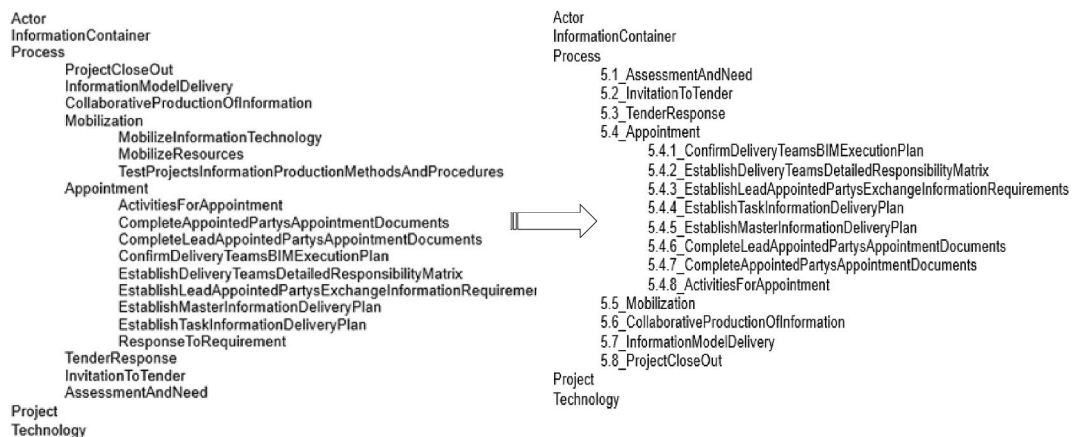 Actor
InformationContainer
Process
ProjectCloseOut
InformationModelDelivery
CollaborativeProductionOfInformation
Mobilization
MobilizeInformationTechnology
MobilizeResources
TestProjectsInformationProductionMethodsAndProcedures
Appointment
ActivitiesForAppointment
CompleteAppointedPartysAppointmentDocuments
CompleteLeadAppointedPartysAppointmentDocuments
ConfirmDeliveryTeamsBIMExecutionPlan
EstablishDeliveryTeamsDetailedResponsibilityMatrix
EstablishLeadAppointedPartysExchangeInformationRequiremer
EstablishMasterInformationDeliveryPlan
EstablishTaskInformationDeliveryPlan
ResponseToRequirement
TenderResponse
InvitationToTender
AssessmentAndNeed
Project
Technology
Actor
InformationContainer
Process
5.1_AssessmentAndNeed
5.2_InvitationToTender
5.3_TenderResponse
5.4_Appointment
5.4.1_ConfirmDeliveryTeamsBIMExecutionPlan
5.4.2_EstablishDeliveryTeamsDetailedResponsibilityMatrix
5.4.3_EstablishLeadAppointedPartysExchangeInformationRequirements
5.4.4_EstablishTaskInformationDeliveryPlan
5.4.5_EstablishMasterInformationDeliveryPlan
5.4.6_CompleteLeadAppointedPartysAppointmentDocuments
5.4.7_CompleteAppointedPartysAppointmentDocuments
5.4.8_ActivitiesForAppointment
5.5_Mobilization
5.6_CollaborativeProductionOfInformation
5.7_InformationModelDelivery
5.8_ProjectCloseOut
Project
Technology